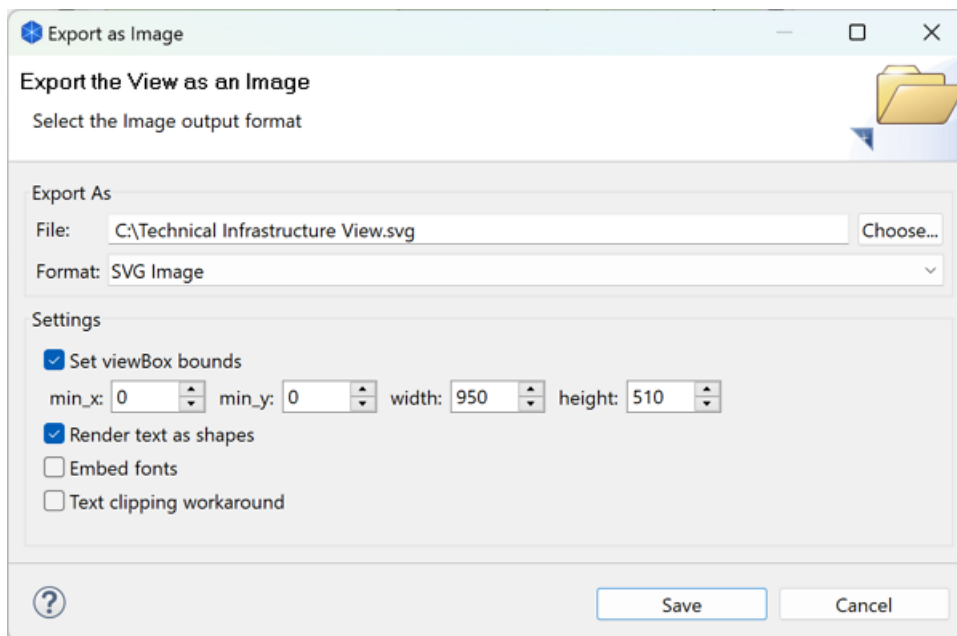 Export as Image
Export the View as an Image
Select the Image output format
Export As
File: C:\Technical Infrastructure View.svg Choose...
Format: SVG Image
Settings
Set viewBox bounds
min_x: 0 min_y: 0 width: 950 height: 510
Render text as shapes
Embed fonts
Text clipping workaround
? Save Cancel